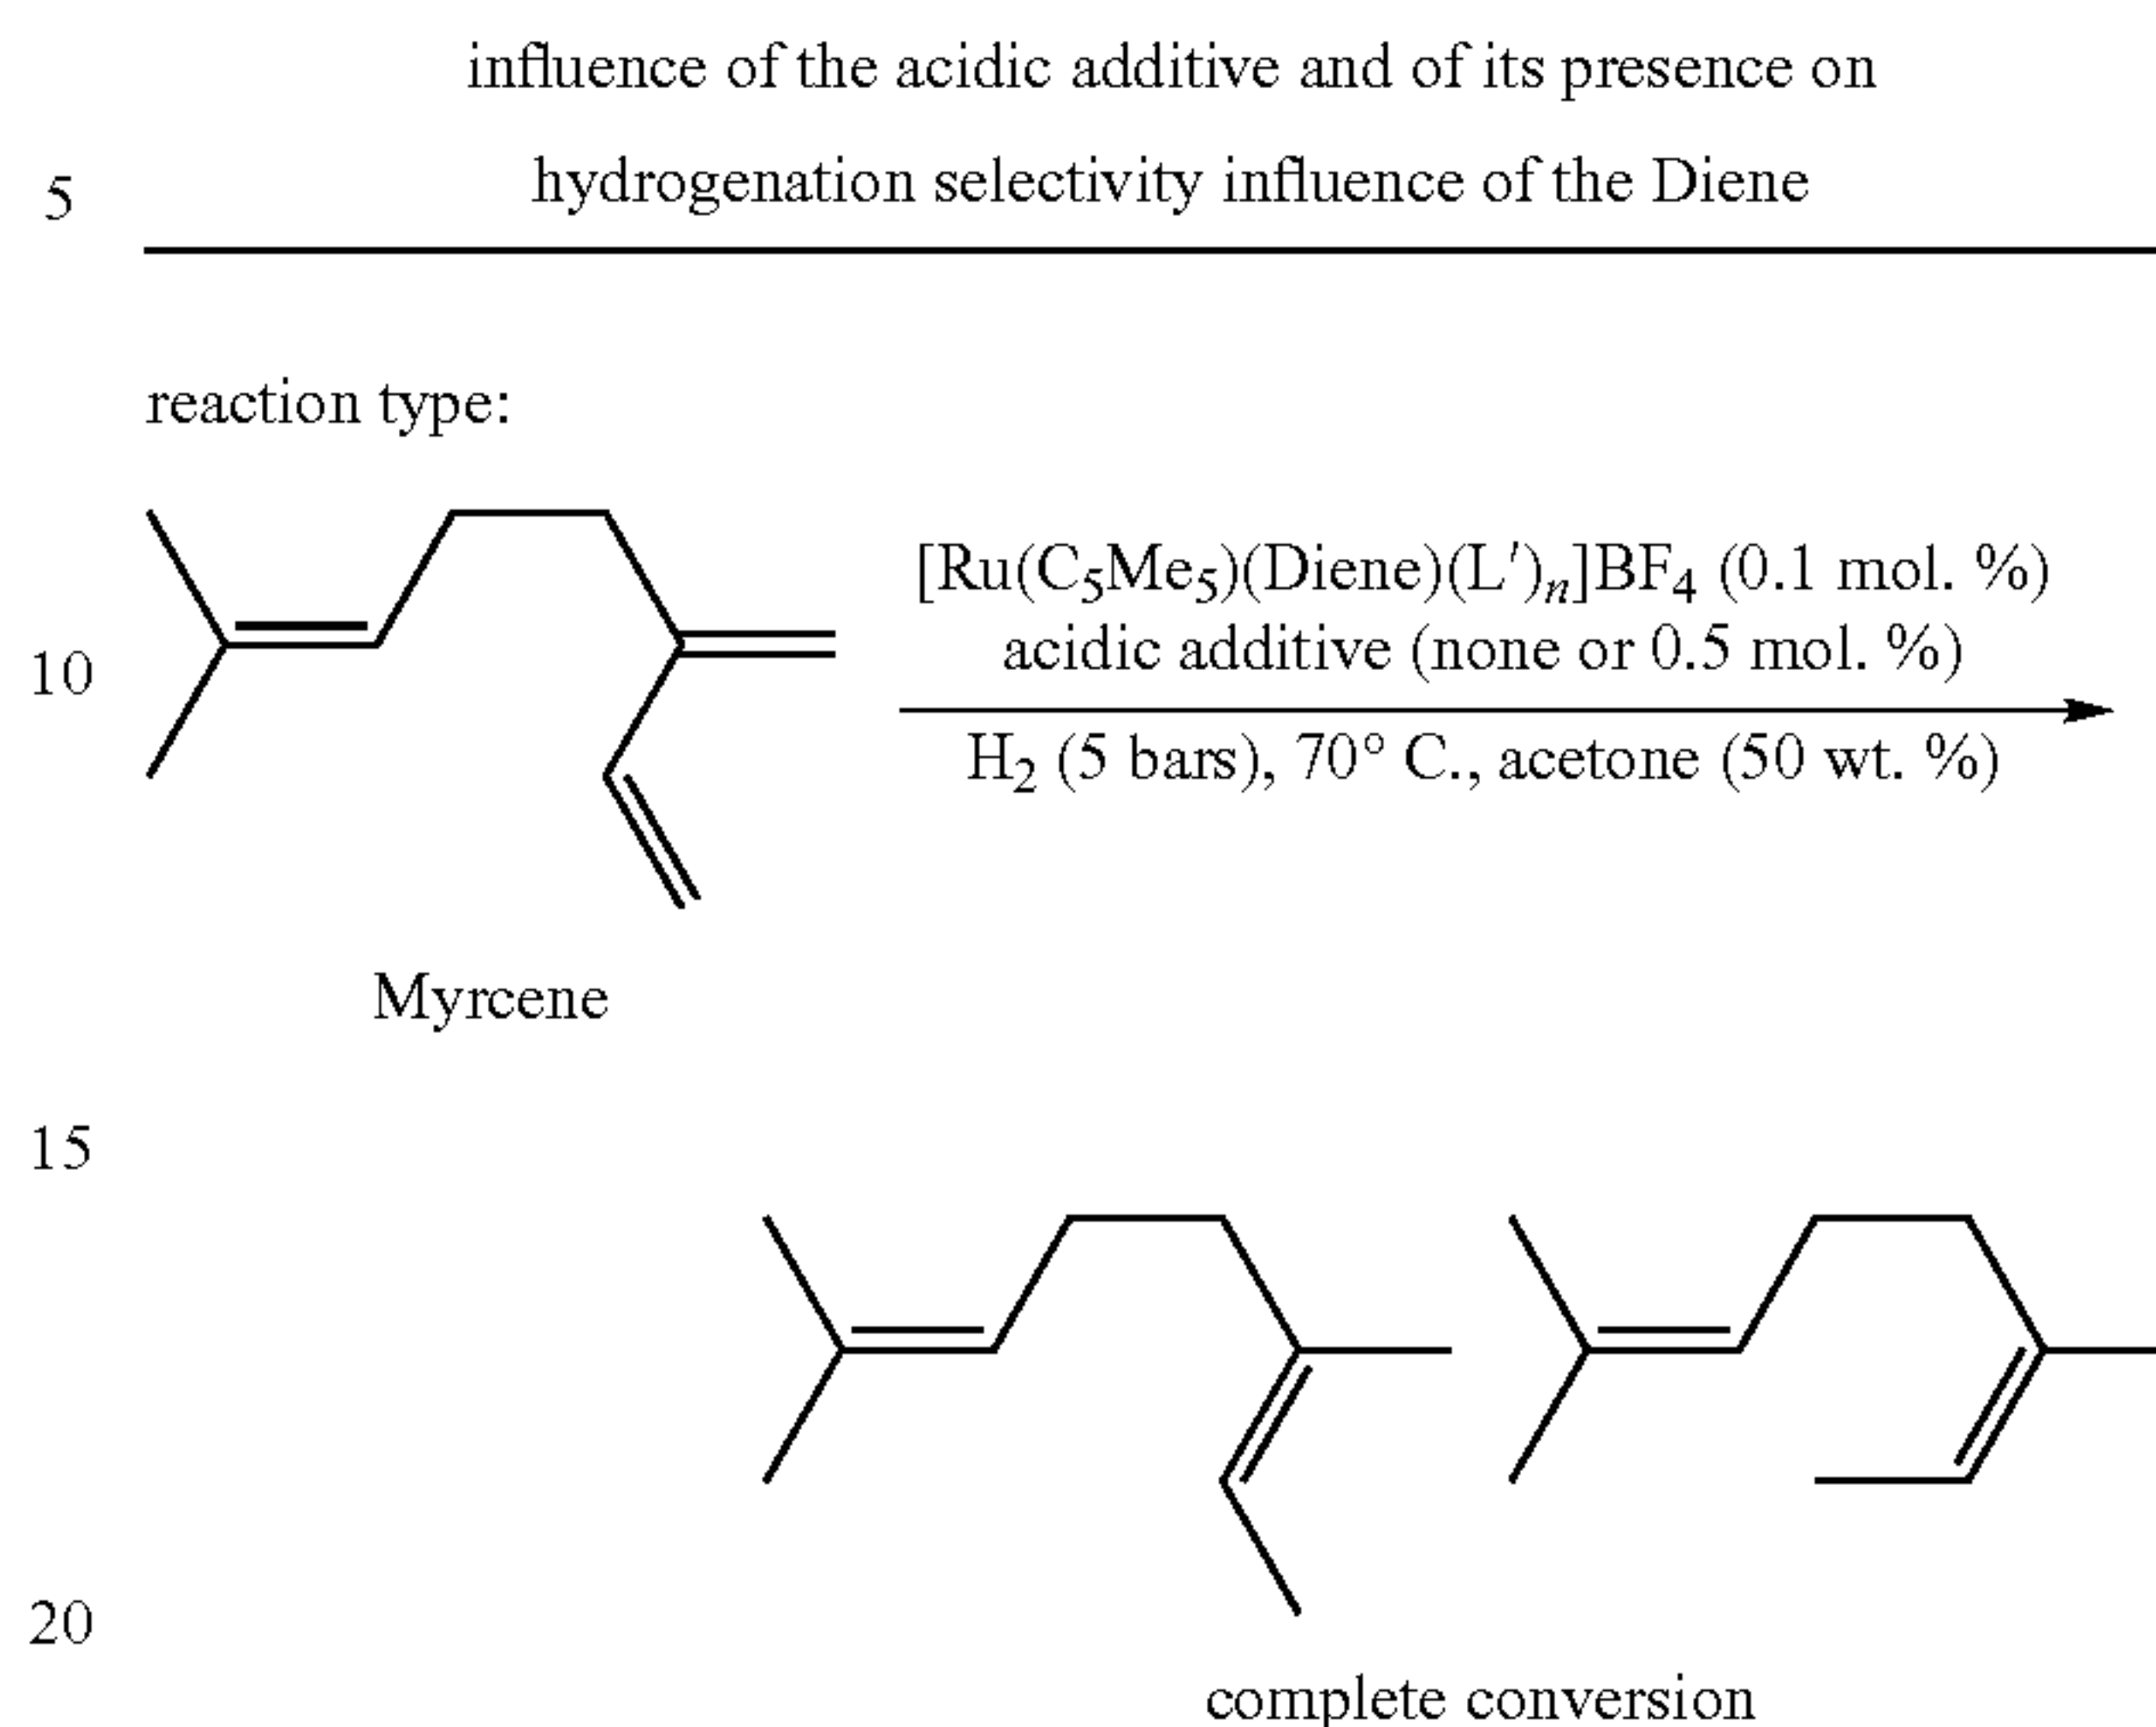 influence of the acidic additive and of its presence on
5 hydrogenation selectivity influence of the Diene
reaction type:
[Ru(C5Me5)(Diene)(L')n]BF4 (0.1 mol. %)
10 acidic additive (none or 0.5 mol. %)
H2 (5 bars), 70° C., acetone (50 wt. %)
Myrcene
15
20
complete conversion